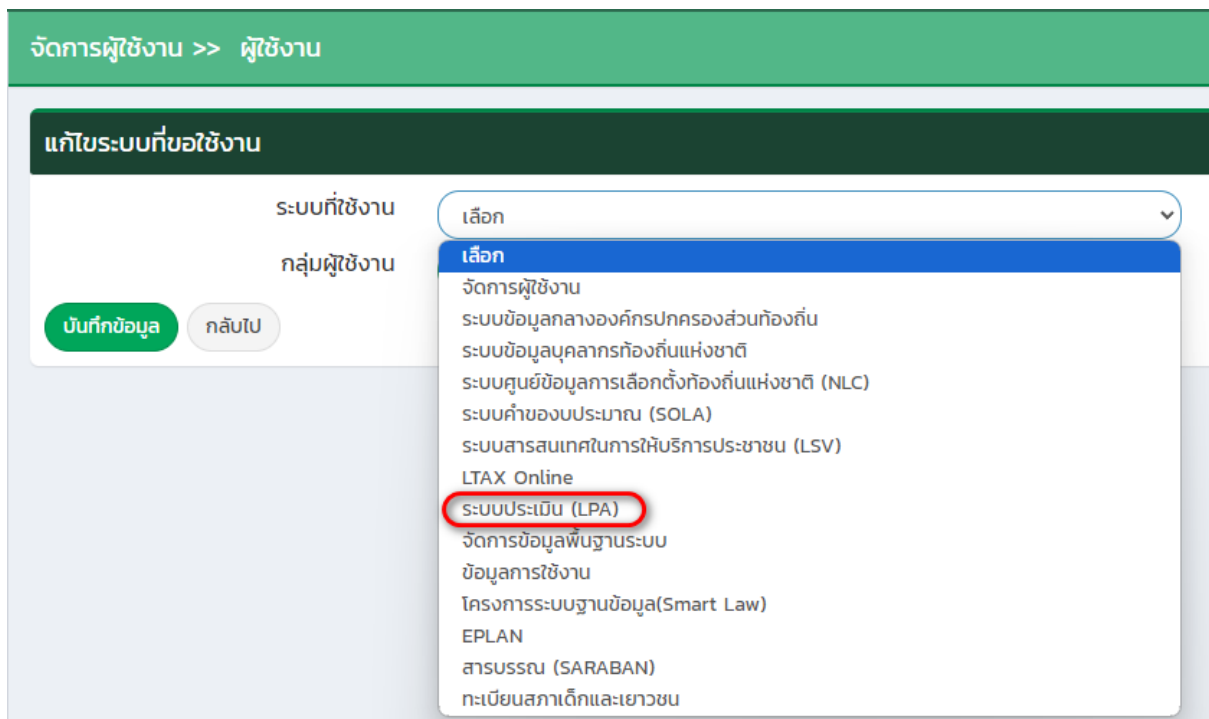 จัดการผู้ใช้งาน >> ผู้ใช้งาน
แก้ไขระบบที่ขอใช้งาน
ระบบที่ใช้งาน
เลือก
กลุ่มผู้ใช้งาน
เลือก
จัดการผู้ใช้งาน
ระบบข้อมูลกลางองค์กรปกครองส่วนท้องถิ่น
ระบบข้อมูลบุคลากรท้องถิ่นแห่งชาติ
ระบบศูนย์ข้อมูลการเลือกตั้งท้องถิ่นแห่งชาติ (NLC)
ระบบคำของบประมาณ (SOLA)
ระบบสารสนเทศในการให้บริการประชาชน (LSV)
LTAX Online
ระบบประเมิน (LPA)
จัดการข้อมูลพื้นฐานระบบ
ข้อมูลการใช้งาน
โครงการระบบฐานข้อมูล(Smart Law)
EPLAN
สารบรรณ (SARABAN)
ทะเบียนสภาเด็กและเยาวชน
บันทึกข้อมูล กลับไป